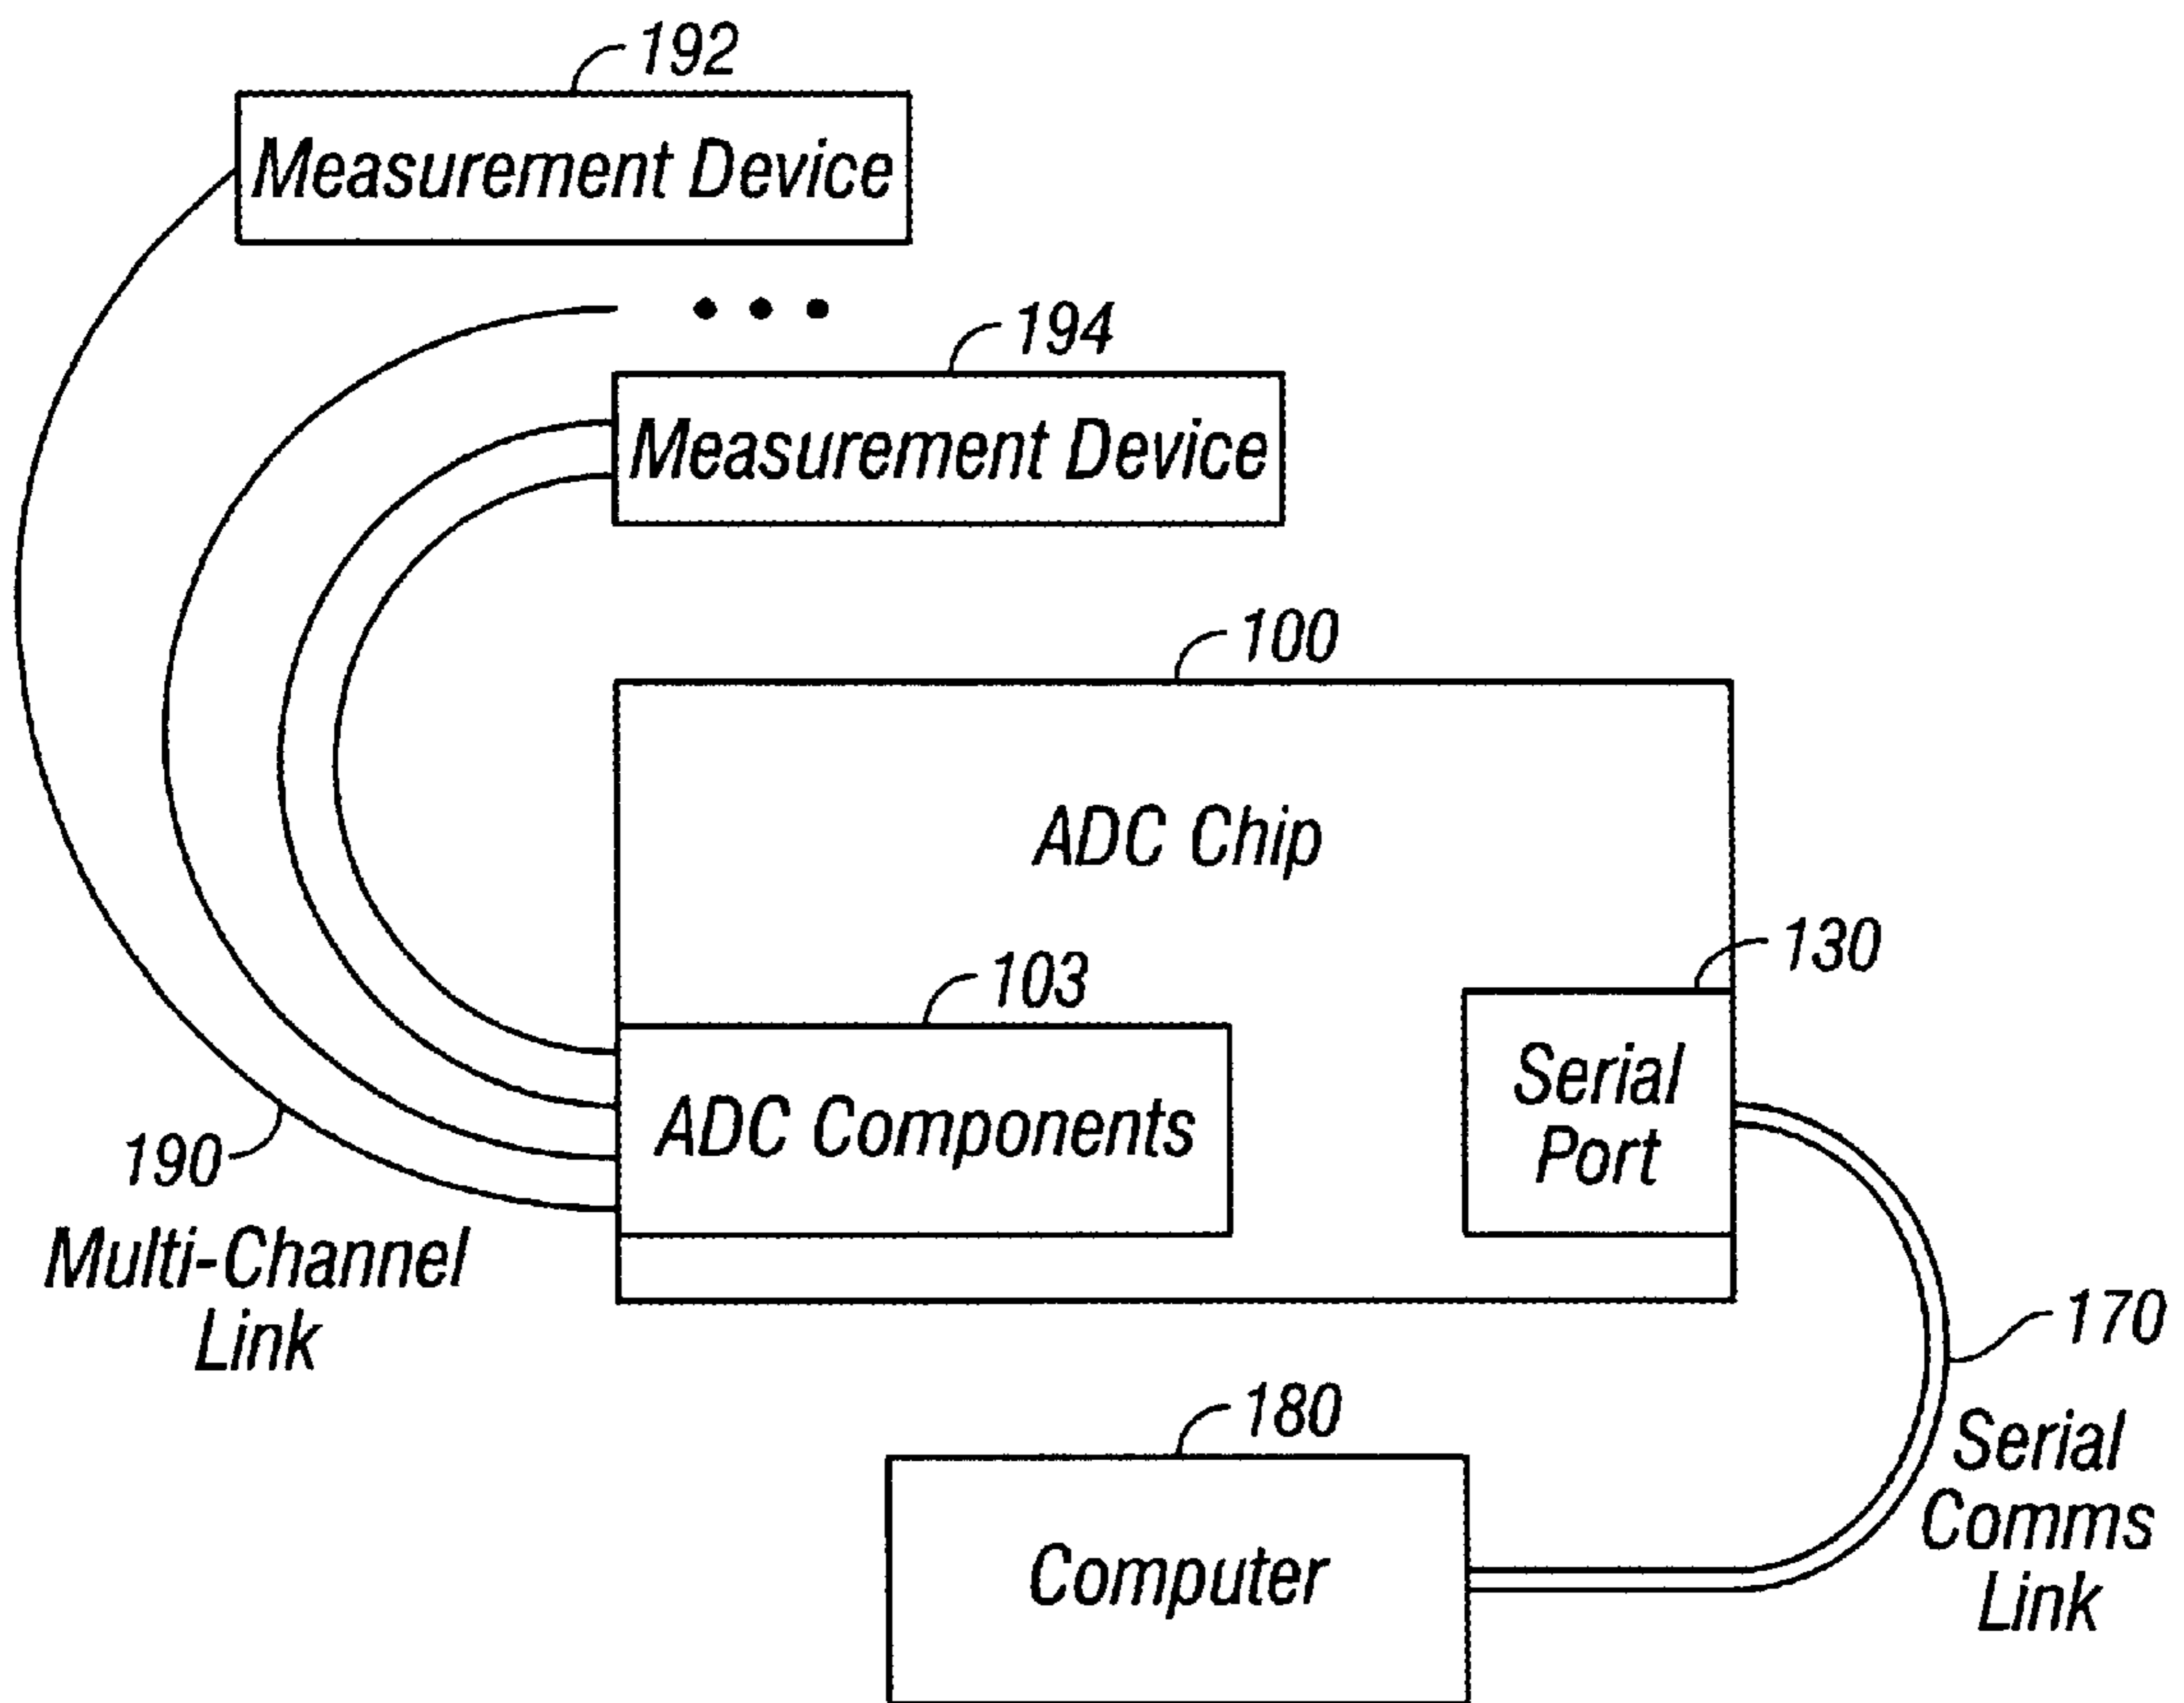 192
Measurement Device
194
Measurement Device
100
ADC Chip
130
103
Serial
Port
ADC Components
190
Multi-Channel
Link
170
Serial
Comms
Link
180
Computer